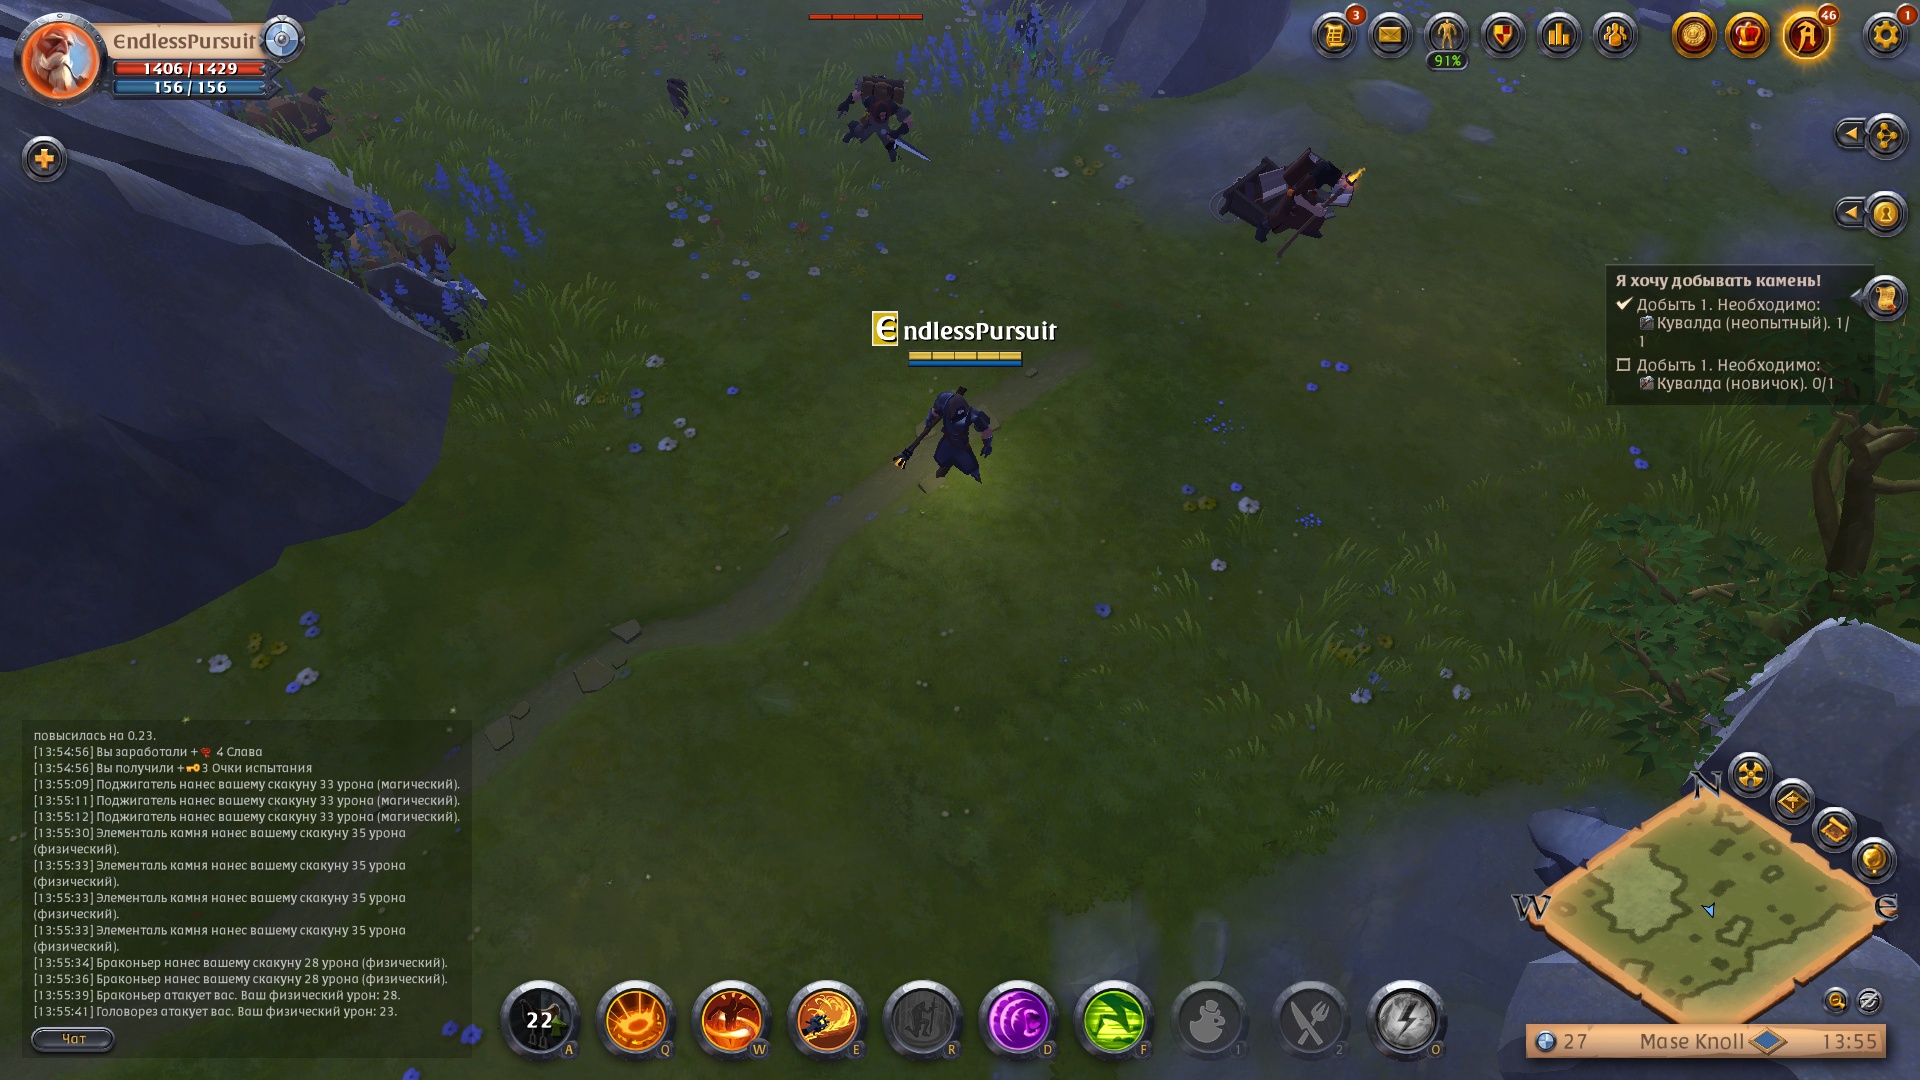 EndlessPursuit
1406 / 1429
156 / 156
3
91%
46
1
Я хочу добывать камень!
Добыть 1. Необходимо:
Кувалда (неопытный). 1/
1
Добыть 1. Необходимо:
Кувалда (новичок). 0/1
EndlessPursuit
повысилась на 0.23.
[13:54:56] Вы заработали + 4 Слава
[13:54:56] Вы получили + 3 Очки испытания
[13:55:09] Поджигатель нанес вашему скакуну 33 урона (магический).
[13:55:11] Поджигатель нанес вашему скакуну 33 урона (магический).
[13:55:12] Поджигатель нанес вашему скакуну 33 урона (магический).
[13:55:30] Элементаль камня нанес вашему скакуну 35 урона
(физический).
[13:55:33] Элементаль камня нанес вашему скакуну 35 урона
(физический).
[13:55:33] Элементаль камня нанес вашему скакуну 35 урона
(физический).
[13:55:33] Элементаль камня нанес вашему скакуну 35 урона
(физический).
[13:55:34] Браконьер нанес вашему скакуну 28 урона (физический).
[13:55:36] Браконьер нанес вашему скакуну 28 урона (физический).
[13:55:39] Браконьер атакует вас. Ваш физический урон: 28.
[13:55:41] Головорез атакует вас. Ваш физический урон: 23.
Чат
22
A Q W E R D F 1 2 O
N
W E
27 Mase Knoll 13:55